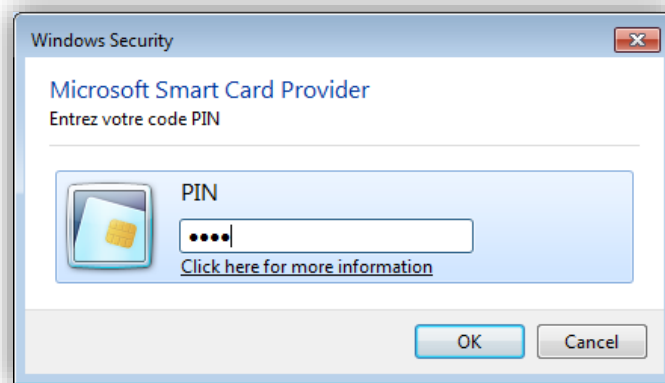 Windows Security
Microsoft Smart Card Provider
Entrez votre code PIN
PIN
••••
Click here for more information
OK
Cancel